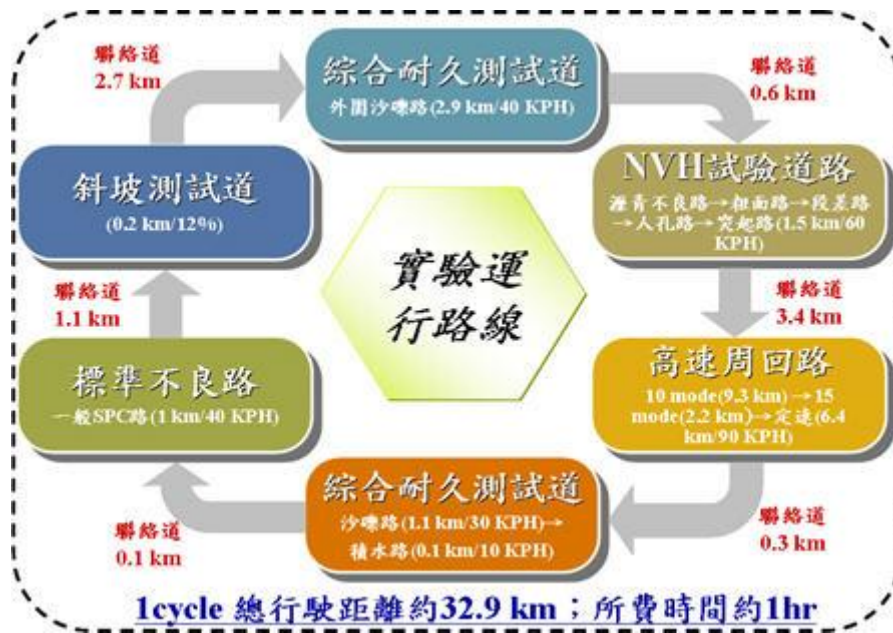 聯絡道
2.7 km
綜合耐久測試道
外圍沙礫路(2.9 km/40 KPH)
聯絡道
0.6 km
NVH試驗道路
瀝青不良路→粗面路→段差路
→人孔路→突起路(1.5 km/60
KPH)
聯絡道
3.4 km
高速周回路
10 mode(9.3 km)→15
mode(2.2 km)→定速(6.4
km/90 KPH)
聯絡道
0.3 km
綜合耐久測試道
沙礫路(1.1 km/30 KPH)→
積水路(0.1 km/10 KPH)
聯絡道
0.1 km
標準不良路
一般SPC路(1 km/40 KPH)
聯絡道
1.1 km
斜坡測試道
(0.2 km/12%)
實驗運
行路線
1cycle 總行駛距離約32.9 km；所費時間約1hr